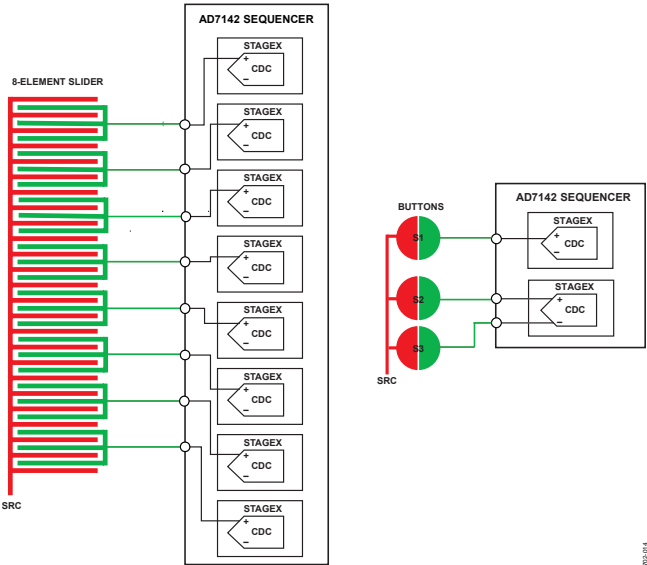 AD7142 SEQUENCER
8-ELEMENT SLIDER
STAGEX
+
CDC
–
STAGEX
+
CDC
–
STAGEX
+
CDC
–
STAGEX
+
CDC
–
STAGEX
+
CDC
–
STAGEX
+
CDC
–
STAGEX
+
CDC
–
STAGEX
+
CDC
–
SRC
BUTTONS
AD7142 SEQUENCER
S1
STAGEX
+
CDC
–
S2
STAGEX
+
CDC
–
S3
SRC